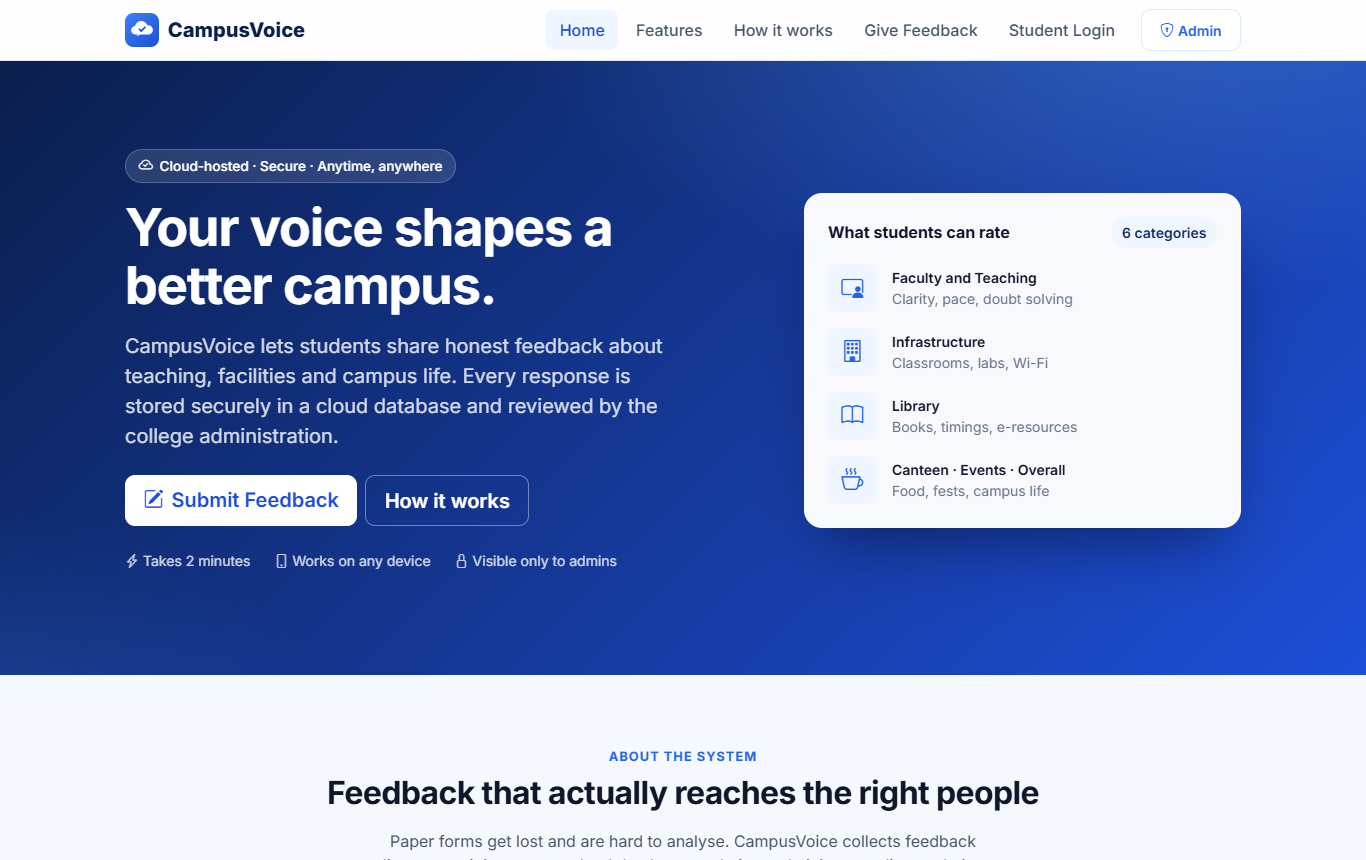 CampusVoice
Home
Features
How it works
Give Feedback
Student Login
Admin
Cloud-hosted · Secure · Anytime, anywhere
Your voice shapes a
better campus.
CampusVoice lets students share honest feedback about
teaching, facilities and campus life. Every response is
stored securely in a cloud database and reviewed by the
college administration.
Submit Feedback
How it works
Takes 2 minutes
Works on any device
Visible only to admins
What students can rate
6 categories
Faculty and Teaching
Clarity, pace, doubt solving
Infrastructure
Classrooms, labs, Wi-Fi
Library
Books, timings, e-resources
Canteen · Events · Overall
Food, fests, campus life
ABOUT THE SYSTEM
Feedback that actually reaches the right people
Paper forms get lost and are hard to analyse. CampusVoice collects feedback